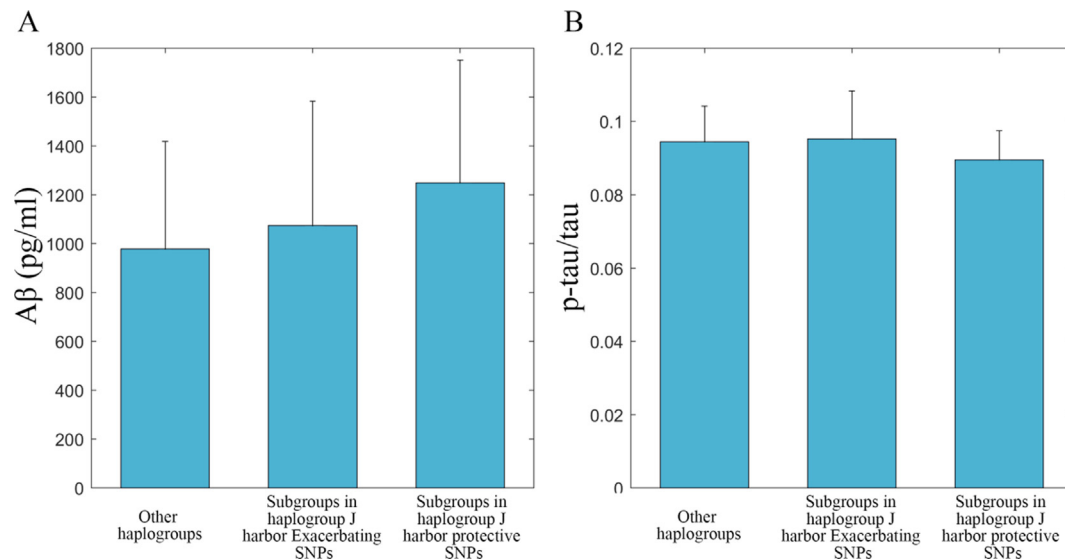 A
Aβ (pg/ml)
1800
1600
1400
1200
1000
800
600
400
200
0
Other
haplogroups
Subgroups in
haplogroup J
harbor Exacerbating
SNPs
Subgroups in
haplogroup J
harbor protective
SNPs
B
p-tau/tau
0.12
0.1
0.08
0.06
0.04
0.02
0
Other
haplogroups
Subgroups in
haplogroup J
harbor Exacerbating
SNPs
Subgroups in
haplogroup J
harbor protective
SNPs